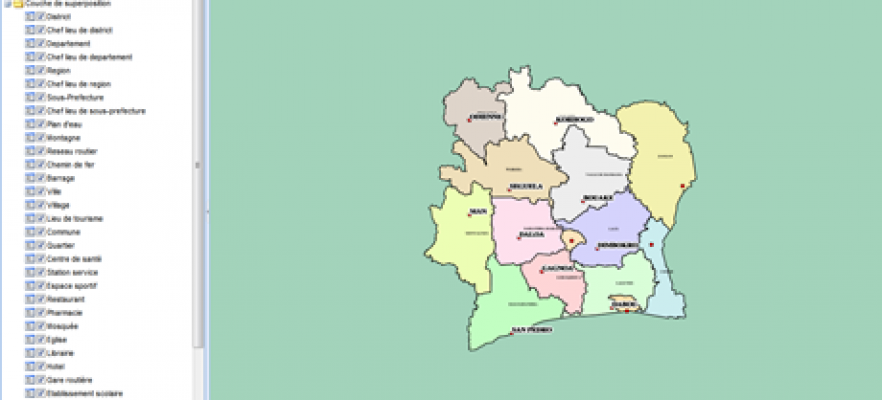 Couche de superposition
District
Chef lieu de district
Departement
Chef lieu de departement
Region
Chef lieu de region
Sous-Prefecture
Chef lieu de sous-prefecture
Plan d'eau
Montagne
Reseau routier
Chemin de fer
Barrage
Ville
Village
Lieu de tourisme
Commune
Quartier
Centre de santé
Station service
Espace sportif
Restaurant
Pharmacie
Mosquée
Eglise
Librairie
Hotel
Gare routière
Etablissement scolaire
ODIENNE
KORHOGO
SEGUELA
BOUAKE
MAN
DALOA
DIMBOKRO
GAGNOA
DABOU
SAN PEDRO